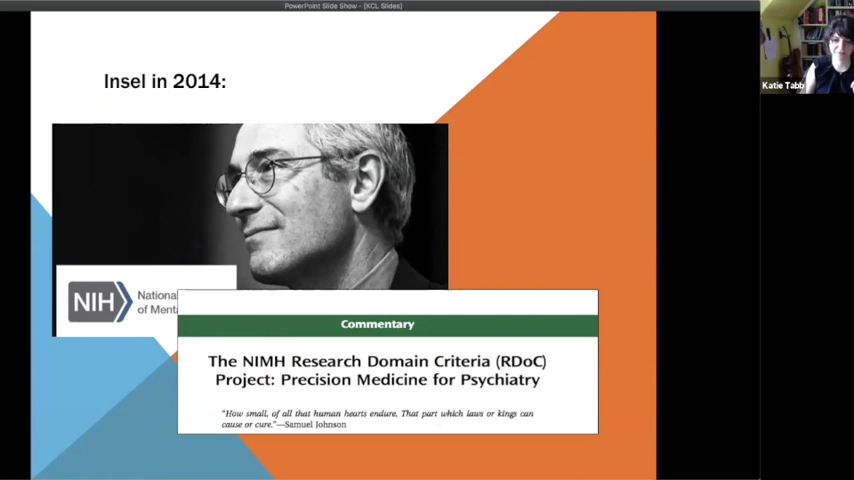 PowerPoint Slide Show - [KCL Slides]
Katie Tabb
Insel in 2014:
NIH
National
of Menta
Commentary
The NIMH Research Domain Criteria (RDoC)
Project: Precision Medicine for Psychiatry
"How small, of all that human hearts endure, That part which laws or kings can
cause or cure."—Samuel Johnson